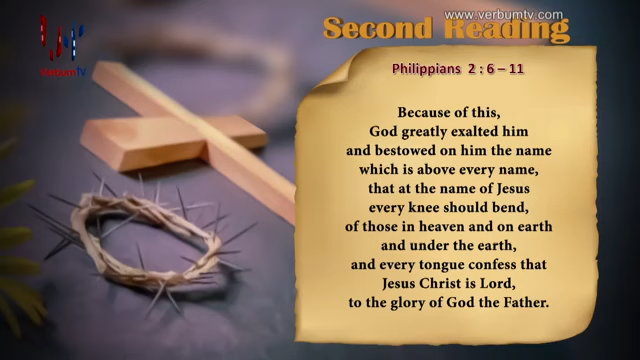 www.verbumtv.com
Second Reading
VerbumTV
Philippians 2 : 6 – 11
Because of this,
God greatly exalted him
and bestowed on him the name
which is above every name,
that at the name of Jesus
every knee should bend,
of those in heaven and on earth
and under the earth,
and every tongue confess that
Jesus Christ is Lord,
to the glory of God the Father.